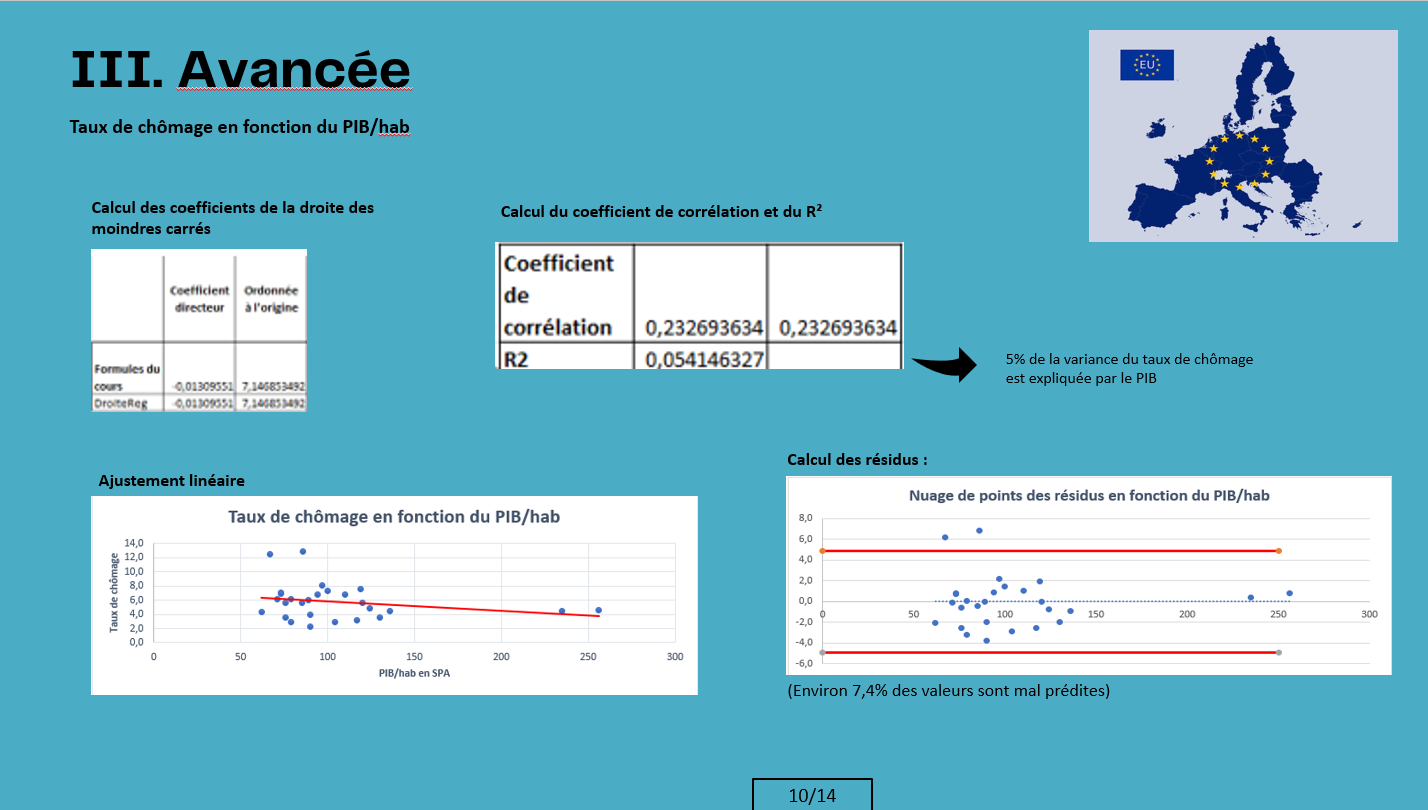 III. Avancée
EU
Taux de chômage en fonction du PIB/hab
Calcul des coefficients de la droite des
moindres carrés
Coefficient directeur Ordonnée à l'origine
Formules du cours -0,01309551 7,146853492
DroiteReg -0,01309551 7,146853492
Calcul du coefficient de corrélation et du R²
Coefficient
de
corrélation 0,232693634 0,232693634
R2 0,054146327
5% de la variance du taux de chômage
est expliquée par le PIB
Ajustement linéaire
Taux de chômage en fonction du PIB/hab
Taux de chômage
14,0
12,0
10,0
8,0
6,0
4,0
2,0
0,0
0 50 100 150 200 250 300
PIB/hab en SPA
Calcul des résidus :
Nuage de points des résidus en fonction du PIB/hab
8,0
6,0
4,0
2,0
0,0
0 50 100 150 200 250 300
-2,0
-4,0
-6,0
(Environ 7,4% des valeurs sont mal prédites)
10/14